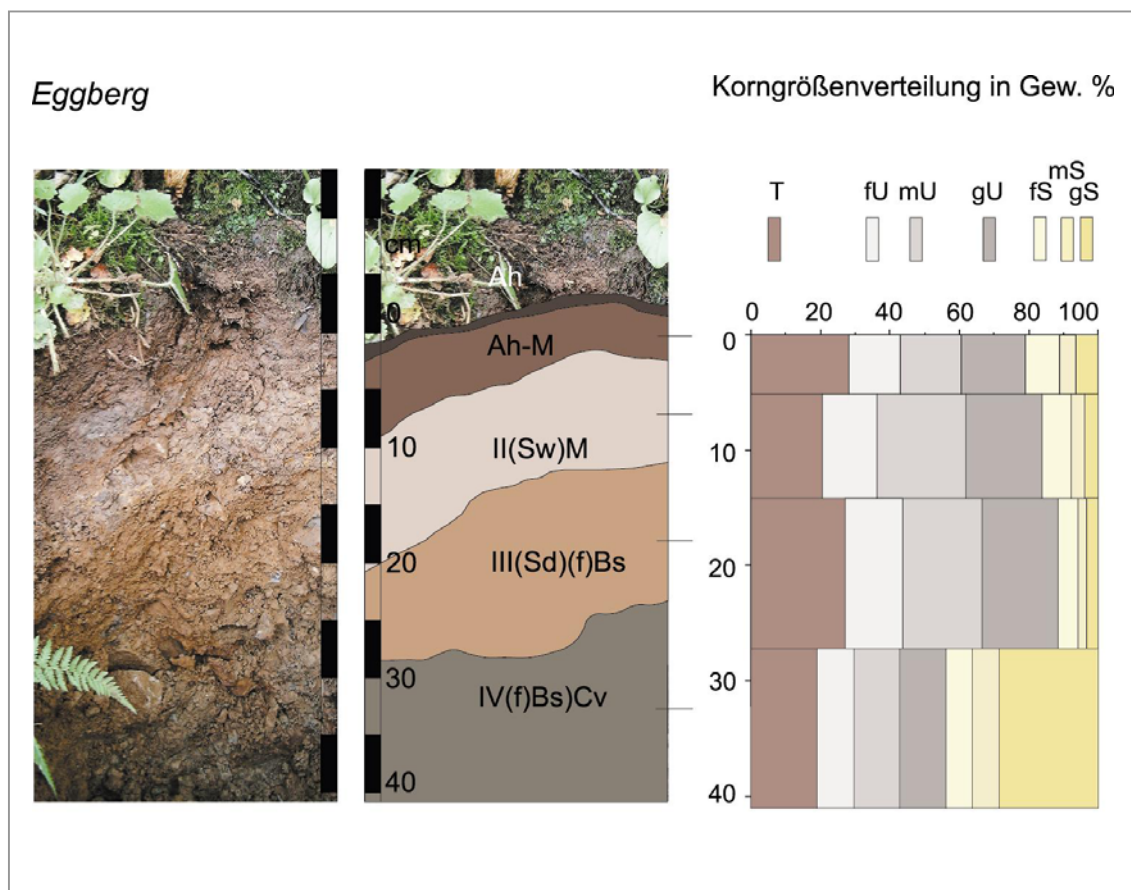 Eggberg
Korngrößenverteilung in Gew. %
mS
T fU mU gU fS gS
cm
Ah
0
Ah-M
10
II(Sw)M
20
III(Sd)(f)Bs
30
IV(f)Bs)Cv
40
0 20 40 60 80 100
0
10
20
30
40